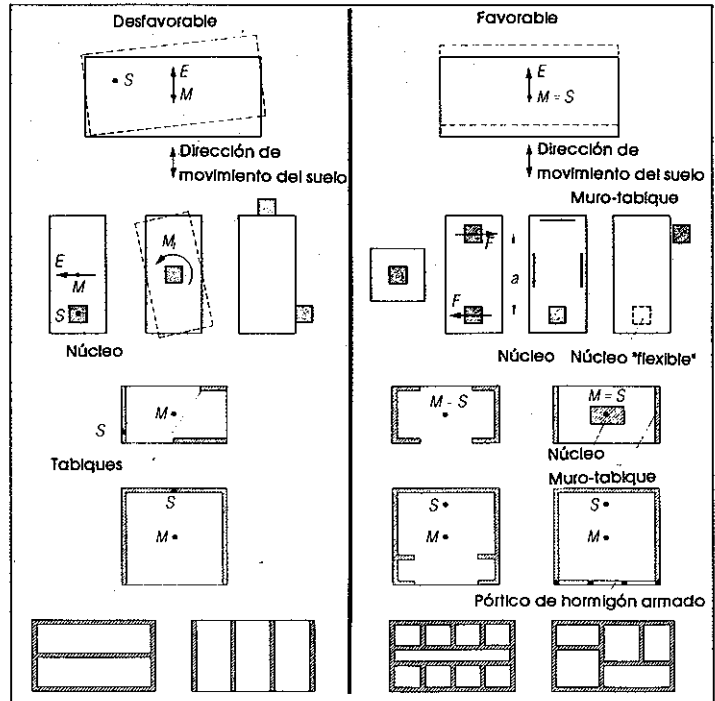 Desfavorable
S
E
M
Dirección de
movimiento del suelo
E
M
S
M_t
Núcleo
M
S
Tabiques
S
M
Favorable
E
M = S
Dirección de
movimiento del suelo
Muro-tabique
F
a
F
Núcleo
Núcleo "flexible"
M - S
M = S
Núcleo
Muro-tabique
S
M
S
M
Pórtico de hormigón armado